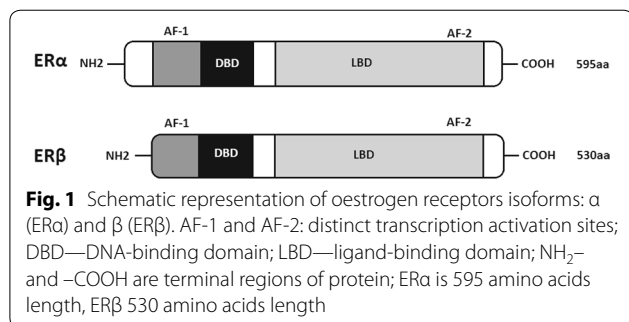 AF-1 AF-2
ERα NH2 DBD LBD COOH 595aa
AF-1 AF-2
ERβ NH2 DBD LBD COOH 530aa
Fig. 1 Schematic representation of oestrogen receptors isoforms: α
(ERα) and β (ERβ). AF-1 and AF-2: distinct transcription activation sites;
DBD—DNA-binding domain; LBD—ligand-binding domain; NH₂–
and –COOH are terminal regions of protein; ERα is 595 amino acids
length, ERβ 530 amino acids length